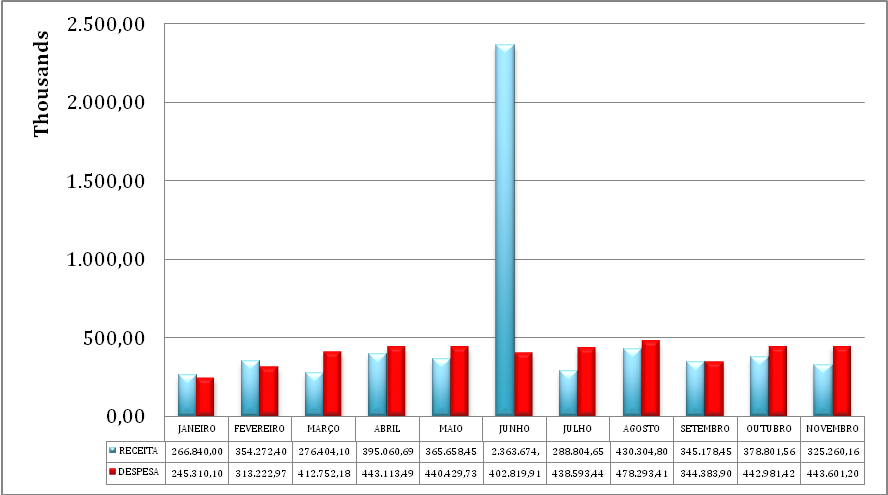 Thousands
2.500,00
2.000,00
1.500,00
1.000,00
500,00
0,00
JANEIRO FEVEREIRO MARÇO ABRIL MAIO JUNHO JULHO AGOSTO SETEMBRO OUTUBRO NOVEMBRO
RECEITA 266.840,00 354.272,40 276.404,10 395.060,69 365.658,45 2.363.674, 288.804,65 430.304,80 345.178,45 378.801,56 325.260,16
DESPESA 245.310,10 313.222,97 412.752,18 443.113,49 440.429,73 402.819,91 438.593,44 478.293,41 344.383,90 442.981,42 443.601,20